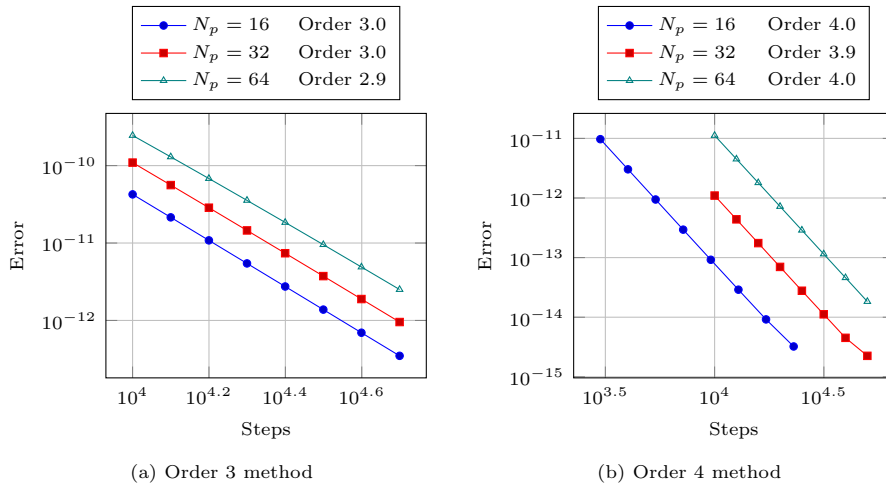 N_p = 16 Order 3.0
N_p = 32 Order 3.0
N_p = 64 Order 2.9
10^{-10}
10^{-11}
10^{-12}
Error
10^4
10^{4.2}
10^{4.4}
10^{4.6}
Steps
(a) Order 3 method
N_p = 16 Order 4.0
N_p = 32 Order 3.9
N_p = 64 Order 4.0
10^{-11}
10^{-12}
10^{-13}
10^{-14}
10^{-15}
Error
10^{3.5}
10^4
10^{4.5}
Steps
(b) Order 4 method